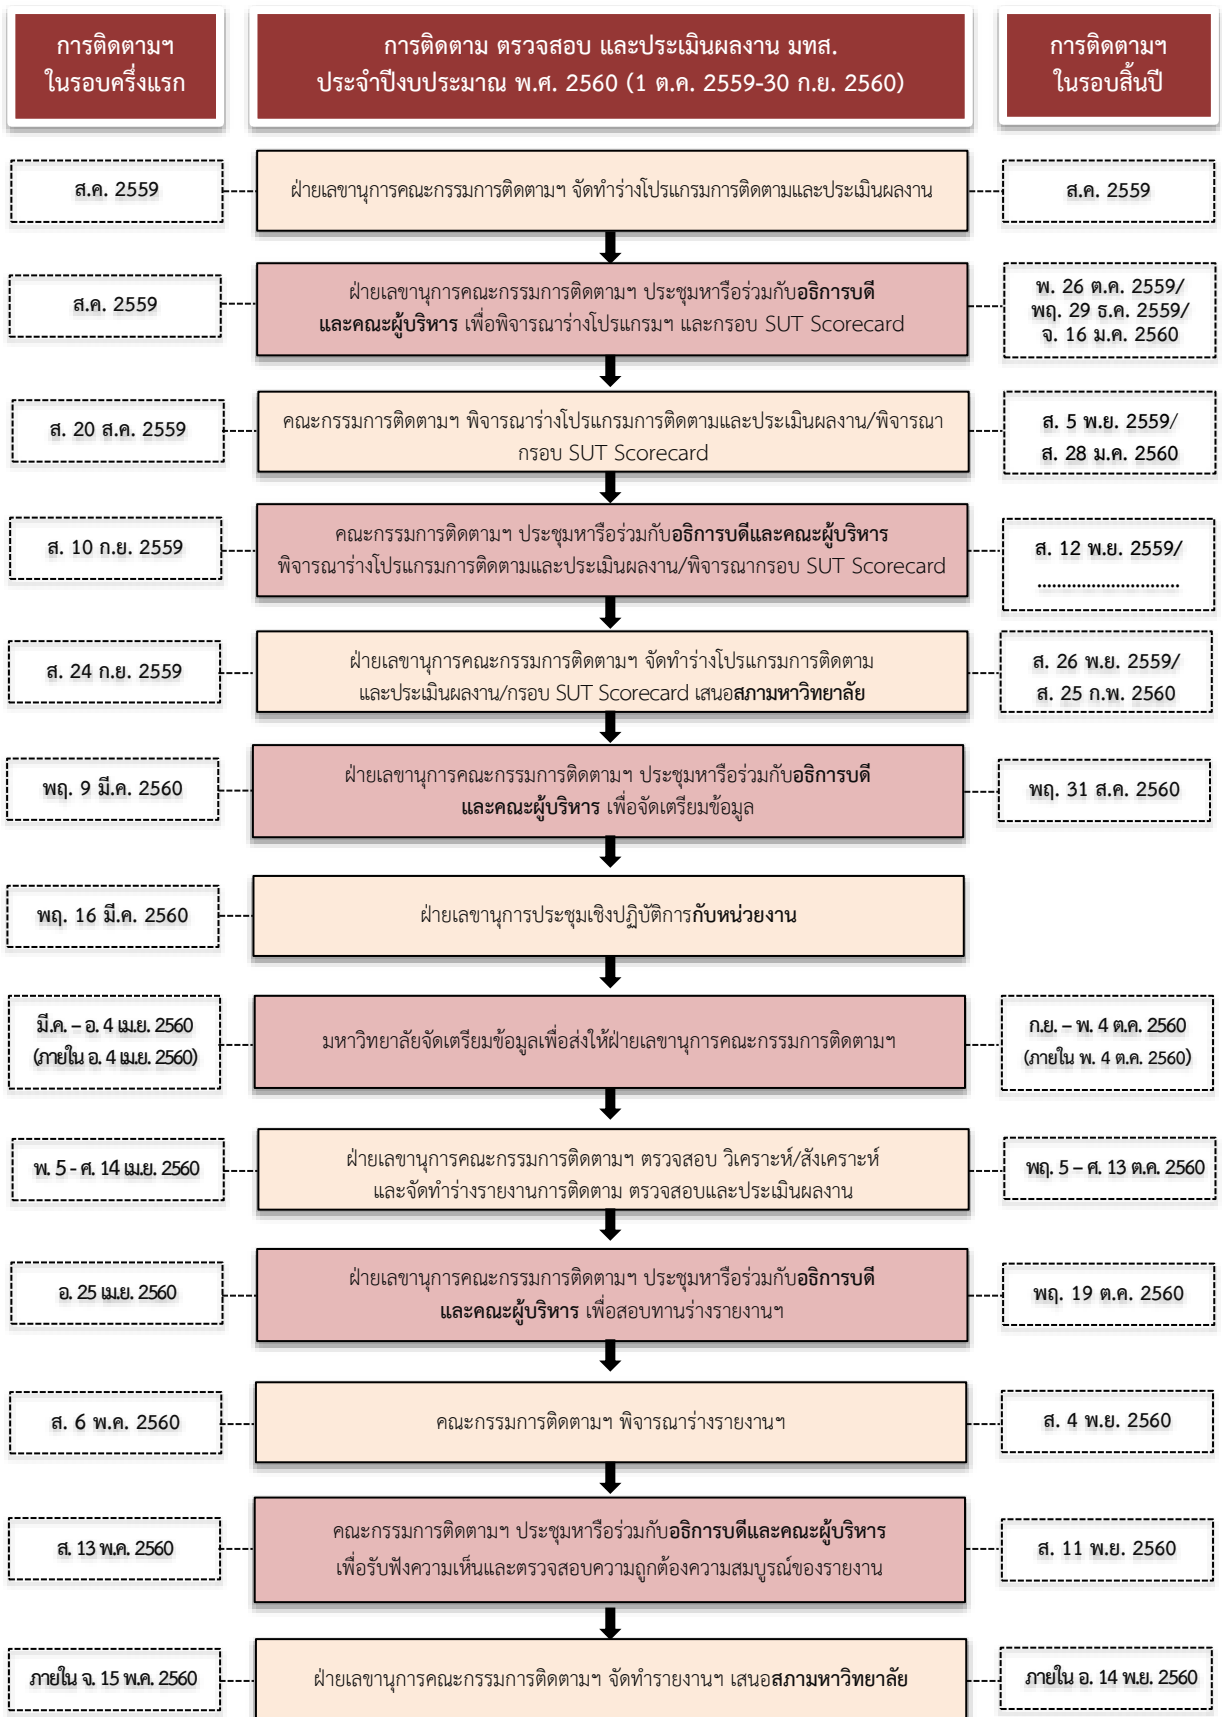 การติดตามฯ
ในรอบครึ่งแรก
การติดตาม ตรวจสอบ และประเมินผลงาน มทส.
ประจำปีงบประมาณ พ.ศ. 2560 (1 ต.ค. 2559-30 ก.ย. 2560)
การติดตามฯ
ในรอบสิ้นปี
ส.ค. 2559
ฝ่ายเลขานุการคณะกรรมการติดตามฯ จัดทำร่างโปรแกรมการติดตามและประเมินผลงาน
ส.ค. 2559
ส.ค. 2559
ฝ่ายเลขานุการคณะกรรมการติดตามฯ ประชุมหารือร่วมกับอธิการบดี
และคณะผู้บริหาร เพื่อพิจารณาร่างโปรแกรมฯ และกรอบ SUT Scorecard
พ. 26 ต.ค. 2559/
พฤ. 29 ธ.ค. 2559/
จ. 16 ม.ค. 2560
ส. 20 ส.ค. 2559
คณะกรรมการติดตามฯ พิจารณาร่างโปรแกรมการติดตามและประเมินผลงาน/พิจารณา
กรอบ SUT Scorecard
ส. 5 พ.ย. 2559/
ส. 28 ม.ค. 2560
ส. 10 ก.ย. 2559
คณะกรรมการติดตามฯ ประชุมหารือร่วมกับอธิการบดีและคณะผู้บริหาร
พิจารณาร่างโปรแกรมการติดตามและประเมินผลงาน/พิจารณากรอบ SUT Scorecard
ส. 12 พ.ย. 2559/
.............................
ส. 24 ก.ย. 2559
ฝ่ายเลขานุการคณะกรรมการติดตามฯ จัดทำร่างโปรแกรมการติดตาม
และประเมินผลงาน/กรอบ SUT Scorecard เสนอสภามหาวิทยาลัย
ส. 26 พ.ย. 2559/
ส. 25 ก.พ. 2560
พฤ. 9 มี.ค. 2560
ฝ่ายเลขานุการคณะกรรมการติดตามฯ ประชุมหารือร่วมกับอธิการบดี
และคณะผู้บริหาร เพื่อจัดเตรียมข้อมูล
พฤ. 31 ส.ค. 2560
พฤ. 16 มี.ค. 2560
ฝ่ายเลขานุการประชุมเชิงปฏิบัติการกับหน่วยงาน
มี.ค. – อ. 4 เม.ย. 2560
(ภายใน อ. 4 เม.ย. 2560)
มหาวิทยาลัยจัดเตรียมข้อมูลเพื่อส่งให้ฝ่ายเลขานุการคณะกรรมการติดตามฯ
ก.ย. – พ. 4 ต.ค. 2560
(ภายใน พ. 4 ต.ค. 2560)
พ. 5 - ศ. 14 เม.ย. 2560
ฝ่ายเลขานุการคณะกรรมการติดตามฯ ตรวจสอบ วิเคราะห์/สังเคราะห์
และจัดทำร่างรายงานการติดตาม ตรวจสอบและประเมินผลงาน
พฤ. 5 – ศ. 13 ต.ค. 2560
อ. 25 เม.ย. 2560
ฝ่ายเลขานุการคณะกรรมการติดตามฯ ประชุมหารือร่วมกับอธิการบดี
และคณะผู้บริหาร เพื่อสอบทานร่างรายงานฯ
พฤ. 19 ต.ค. 2560
ส. 6 พ.ค. 2560
คณะกรรมการติดตามฯ พิจารณาร่างรายงานฯ
ส. 4 พ.ย. 2560
ส. 13 พ.ค. 2560
คณะกรรมการติดตามฯ ประชุมหารือร่วมกับอธิการบดีและคณะผู้บริหาร
เพื่อรับฟังความเห็นและตรวจสอบความถูกต้องความสมบูรณ์ของรายงาน
ส. 11 พ.ย. 2560
ภายใน จ. 15 พ.ค. 2560
ฝ่ายเลขานุการคณะกรรมการติดตามฯ จัดทำรายงานฯ เสนอสภามหาวิทยาลัย
ภายใน อ. 14 พ.ย. 2560